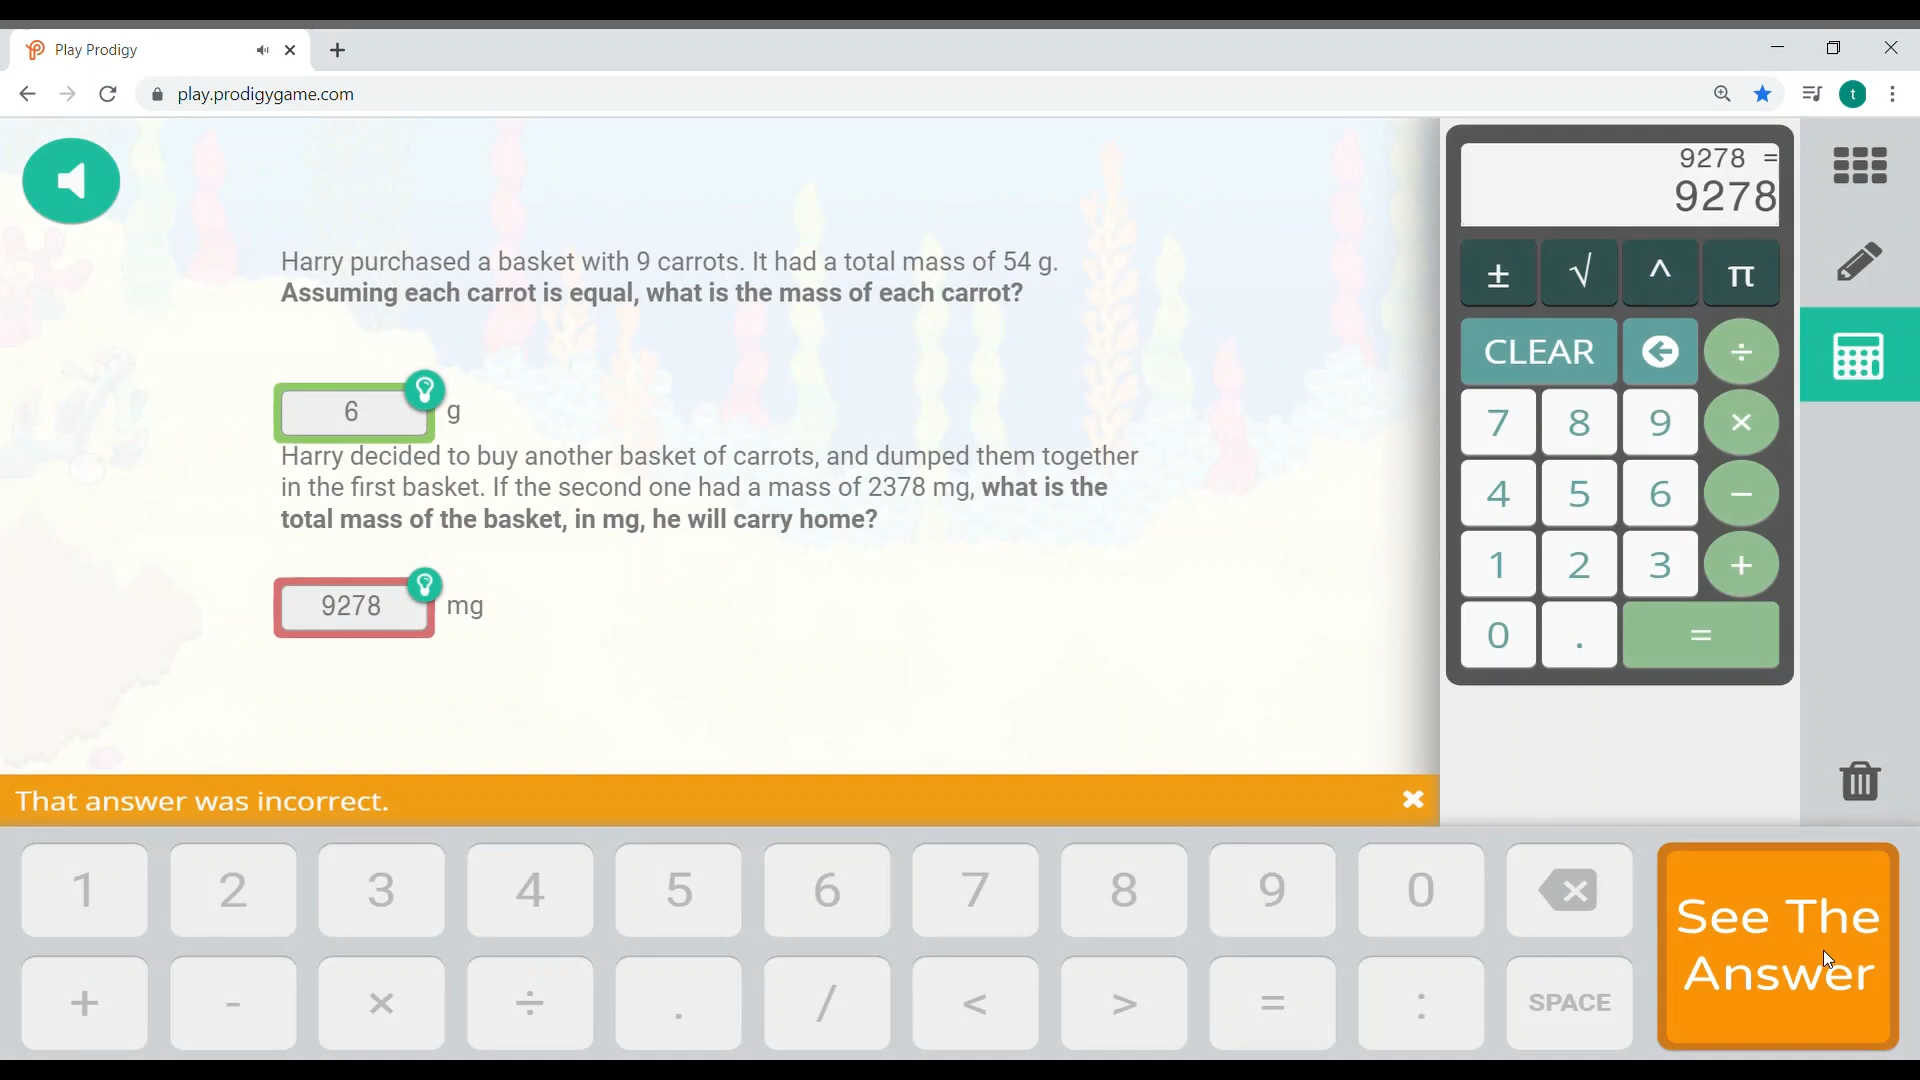 Play Prodigy
play.prodigygame.com
t
9278 =
9278
± √ ^ π
CLEAR ÷
7 8 9 ×
4 5 6 −
1 2 3 +
0 . =
Harry purchased a basket with 9 carrots. It had a total mass of 54 g.
Assuming each carrot is equal, what is the mass of each carrot?
6 g
Harry decided to buy another basket of carrots, and dumped them together
in the first basket. If the second one had a mass of 2378 mg, what is the
total mass of the basket, in mg, he will carry home?
9278 mg
That answer was incorrect.
1 2 3 4 5 6 7 8 9 0
+ - × ÷ . / < > = : SPACE
See The
Answer